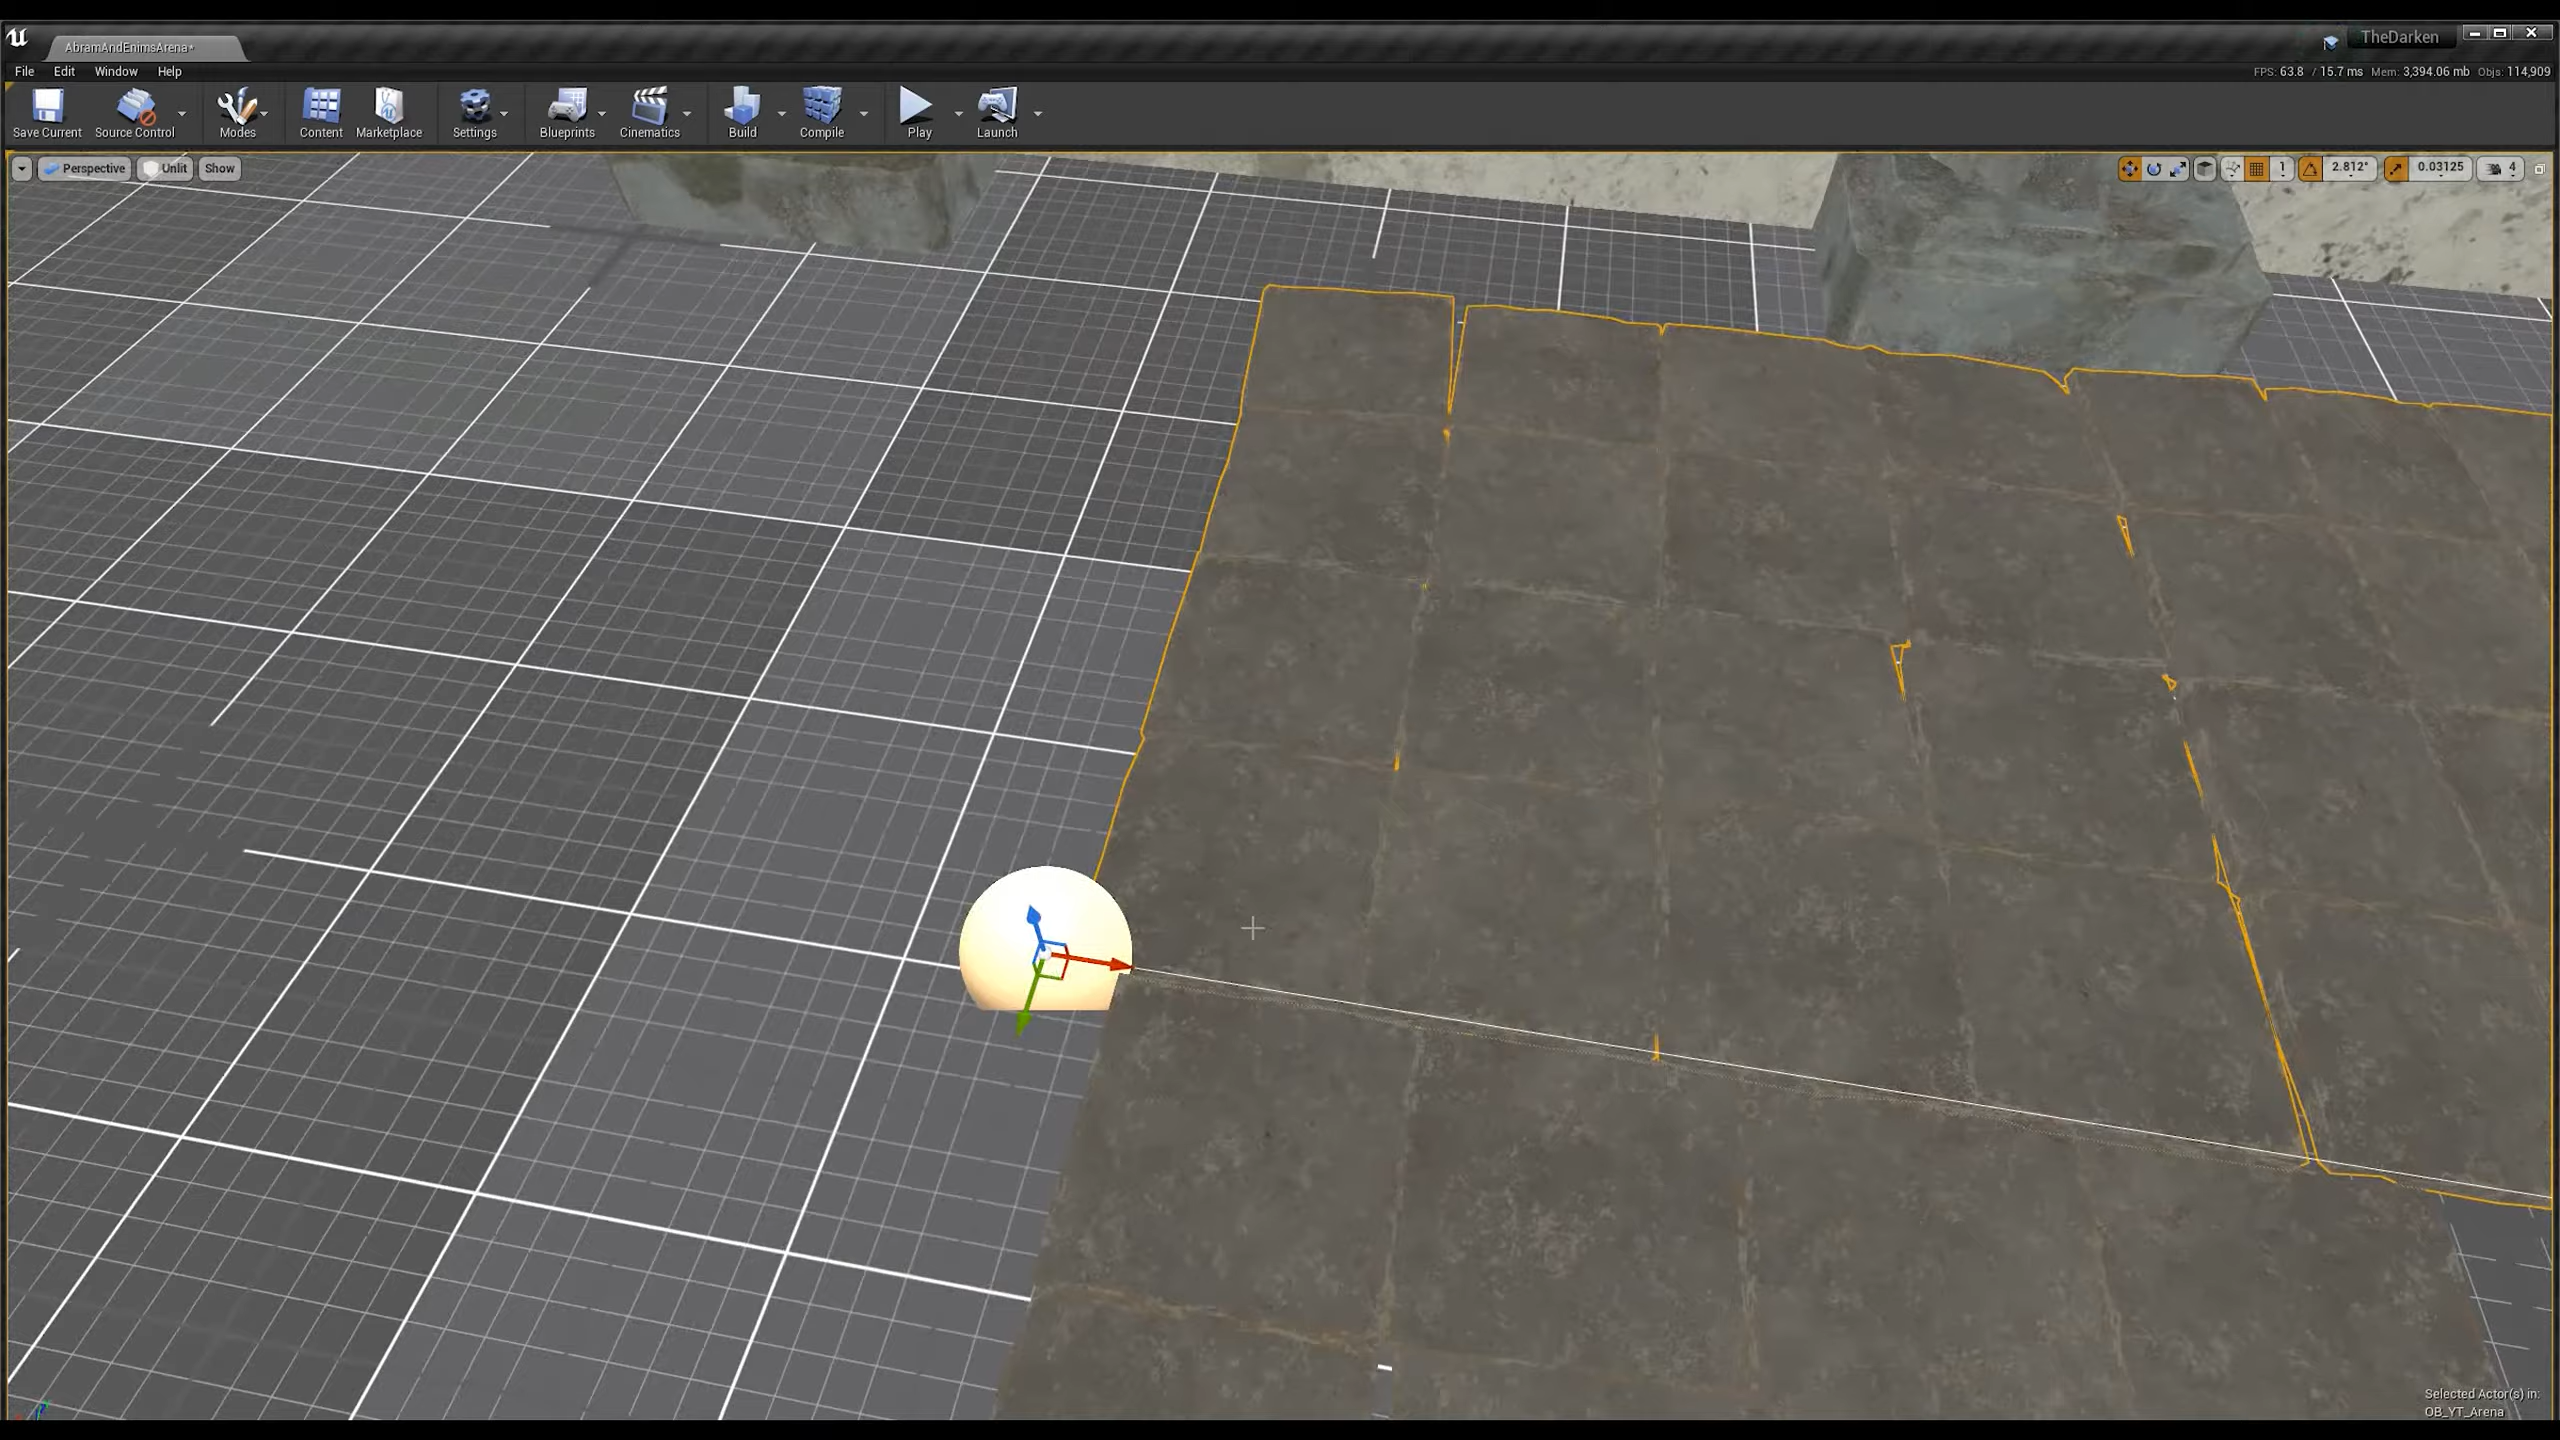 AbramAndEnimsArena*
TheDarken
File Edit Window Help
FPS: 63.8 / 15.7 ms Mem: 3,394.06 mb Objs: 114,909
Save Current Source Control Modes Content Marketplace Settings Blueprints Cinematics Build Compile Play Launch
Perspective Unlit Show
1 2.812° 0.03125 4
Selected Actor(s) in:
OB_YT_Arena